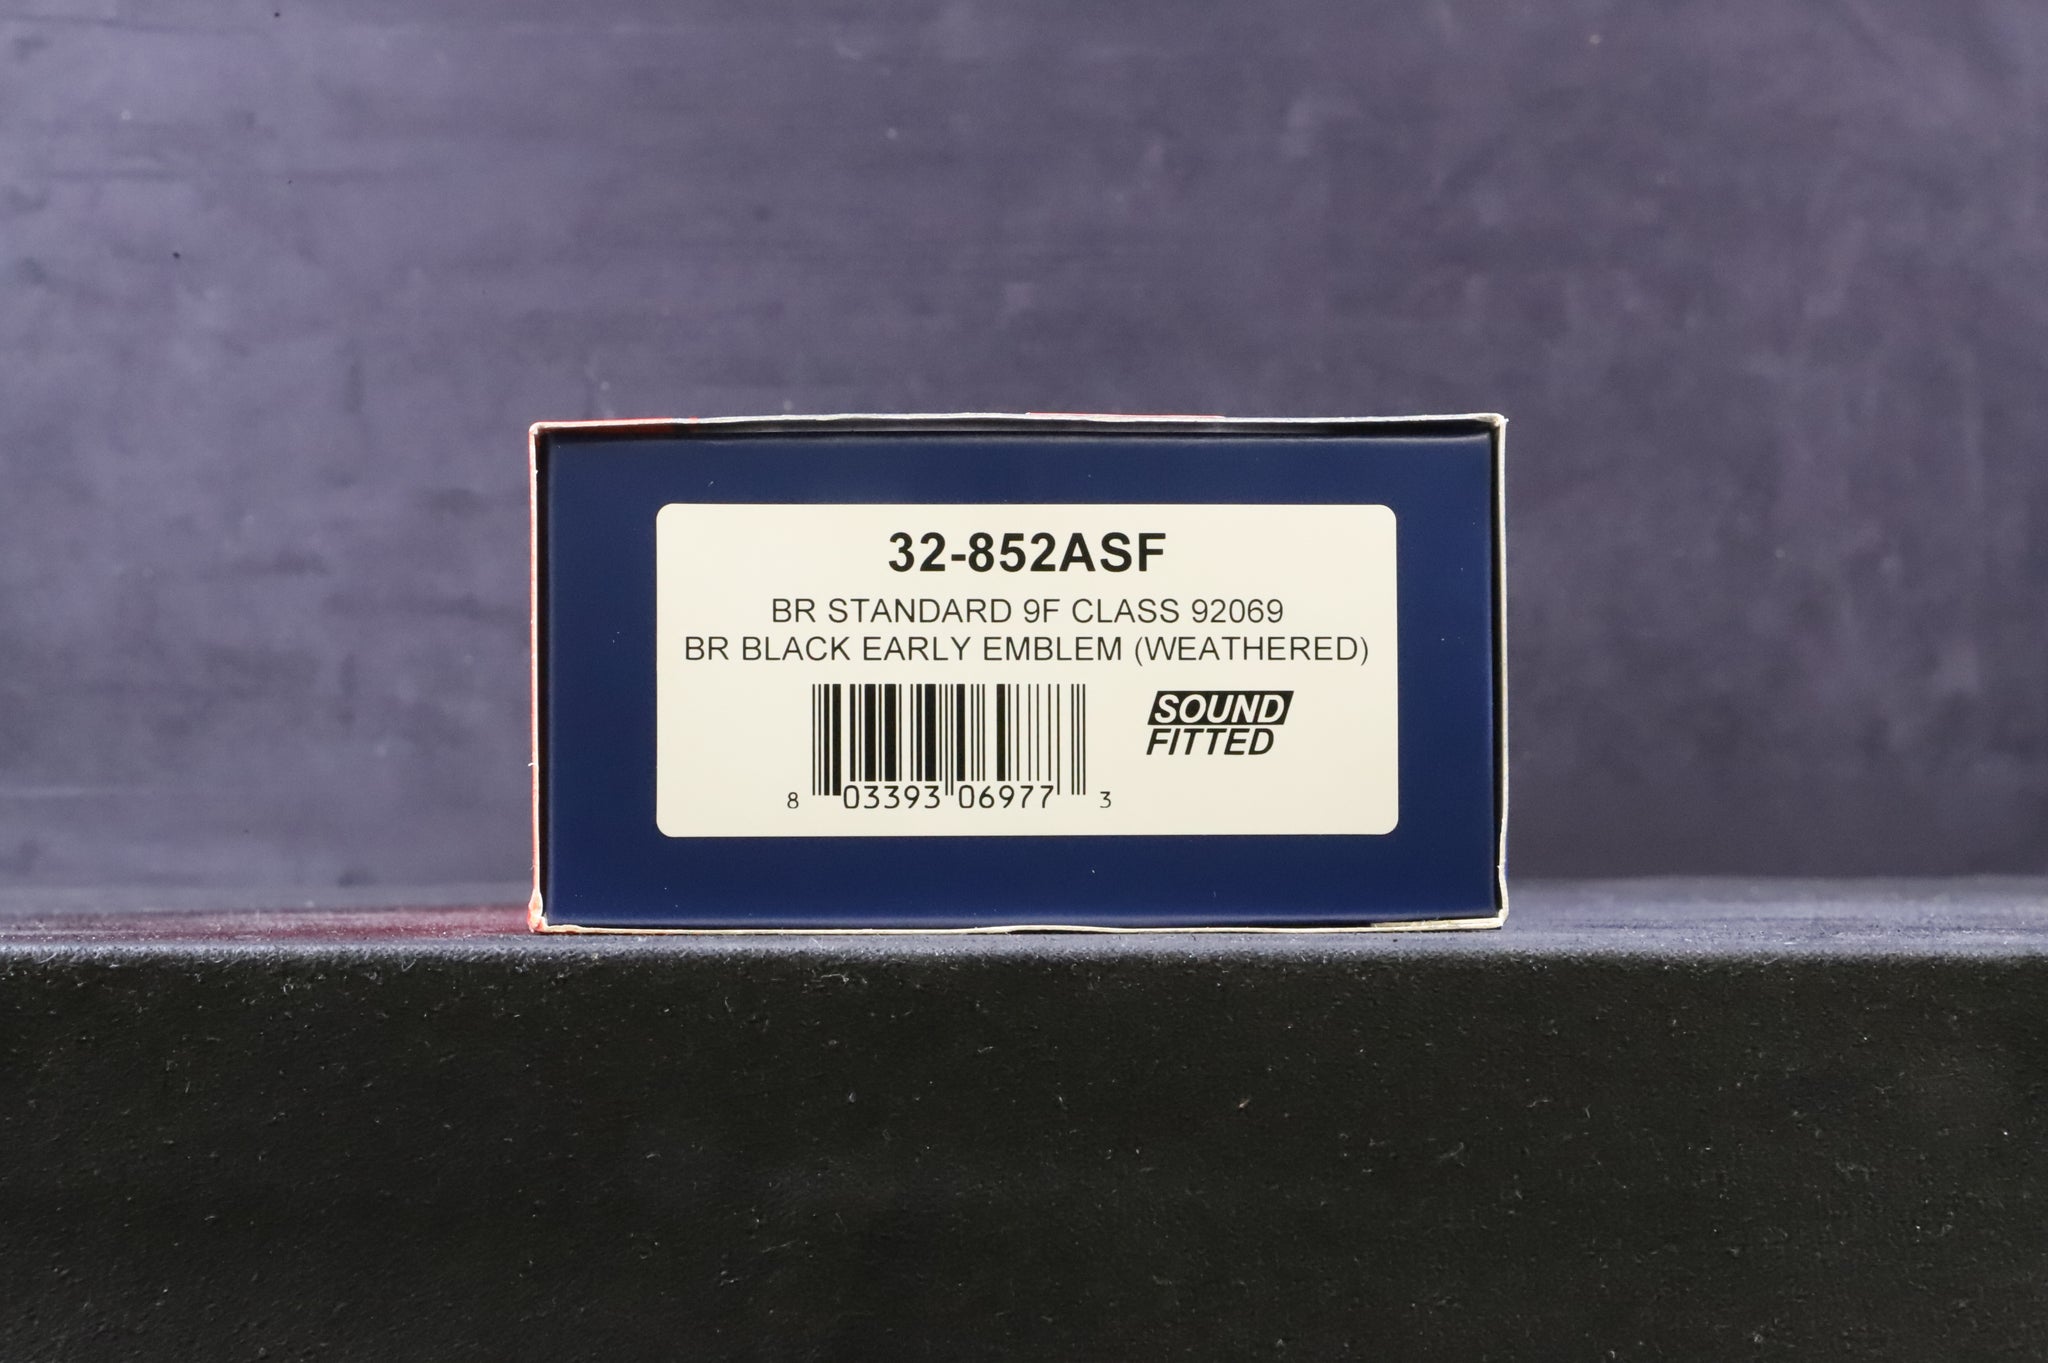 32-852ASF
BR STANDARD 9F CLASS 92069
BR BLACK EARLY EMBLEM (WEATHERED)
SOUND
FITTED
8 03393 06977 3